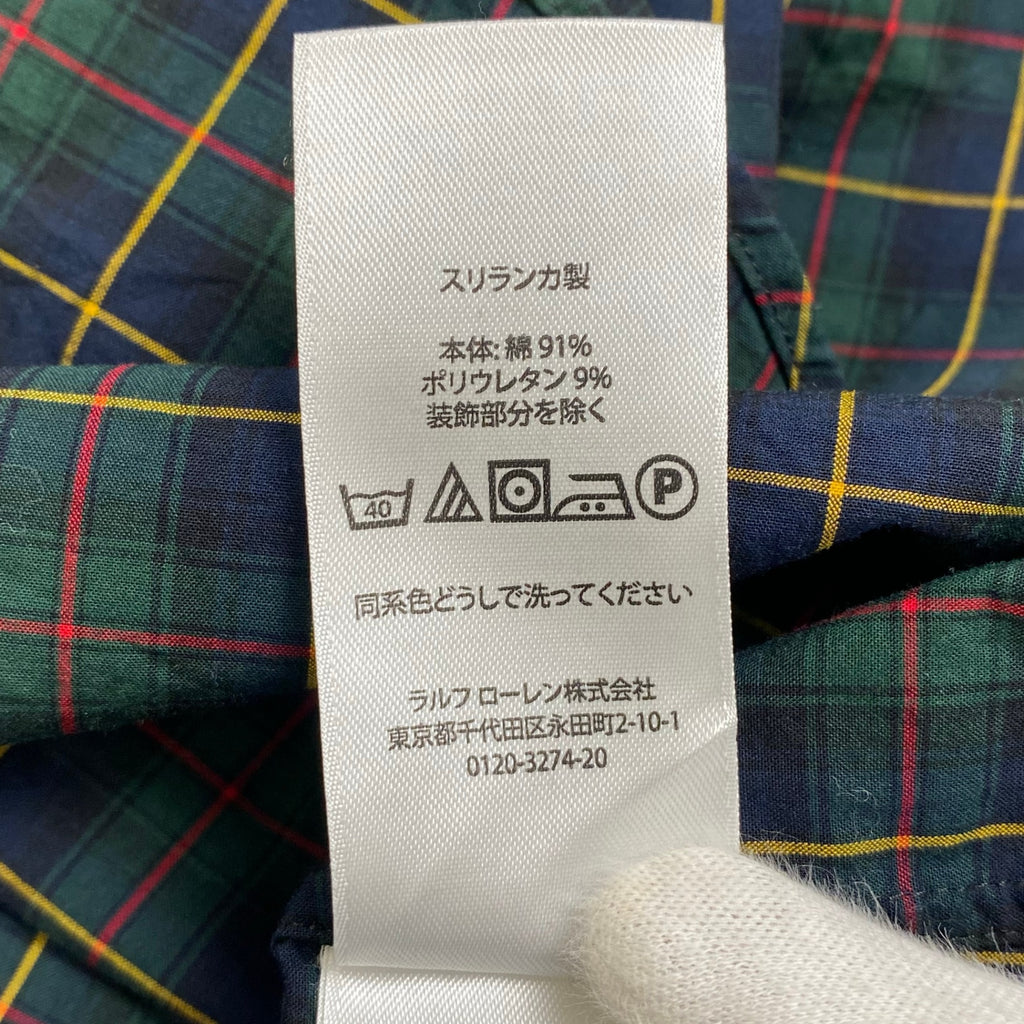 スリランカ製
本体: 綿 91%
ポリウレタン 9%
装飾部分を除く
40 P
同系色どうしで洗ってください
ラルフ ローレン株式会社
東京都千代田区永田町2-10-1
0120-3274-20